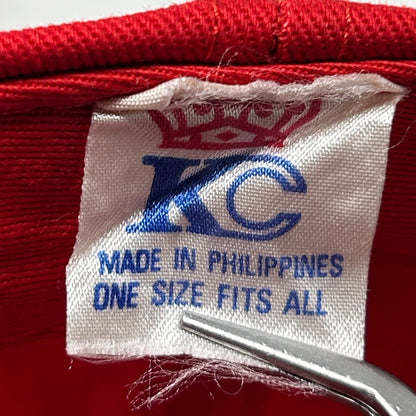 KC
MADE IN PHILIPPINES
ONE SIZE FITS ALL